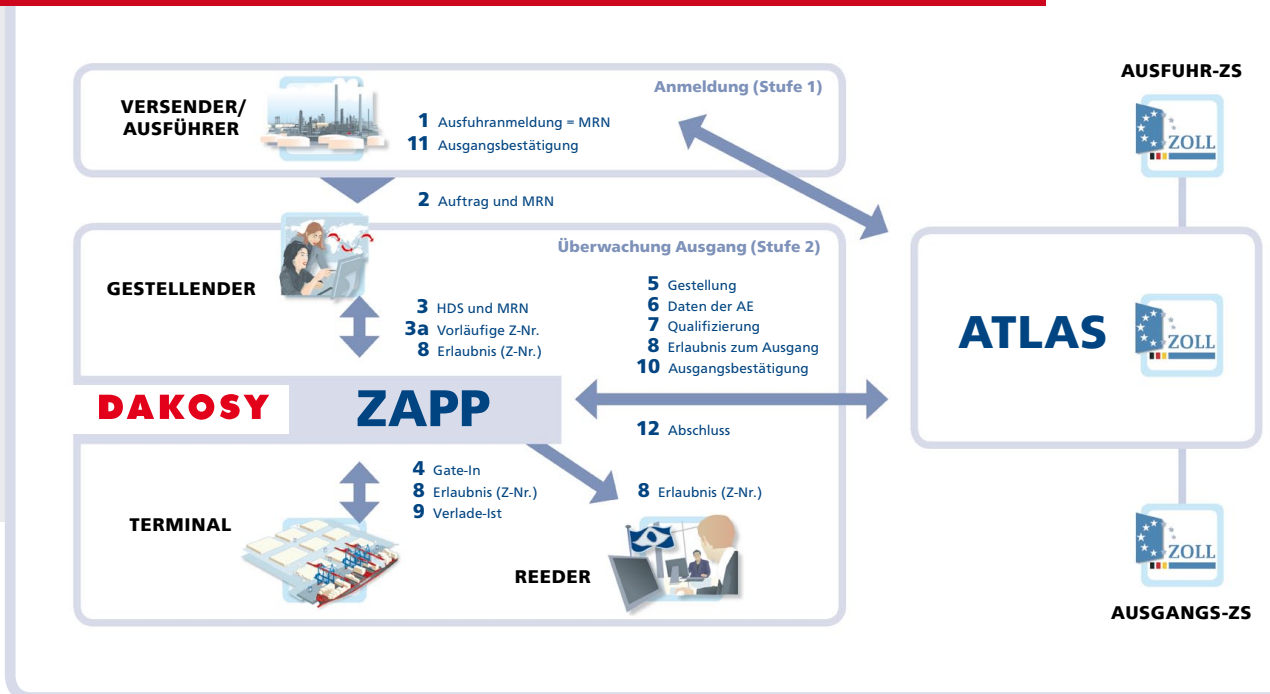 Anmeldung (Stufe 1)
VERSENDER/
AUSFÜHRER
1 Ausfuhranmeldung = MRN
11 Ausgangsbestätigung
2 Auftrag und MRN
Überwachung Ausgang (Stufe 2)
GESTELLENDER
3 HDS und MRN
3a Vorläufige Z-Nr.
8 Erlaubnis (Z-Nr.)
5 Gestellung
6 Daten der AE
7 Qualifizierung
8 Erlaubnis zum Ausgang
10 Ausgangsbestätigung
DAKOSY
ZAPP
12 Abschluss
4 Gate-In
8 Erlaubnis (Z-Nr.)
9 Verlade-Ist
8 Erlaubnis (Z-Nr.)
TERMINAL
REEDER
AUSFUHR-ZS
ZOLL
ATLAS
ZOLL
ZOLL
AUSGANGS-ZS